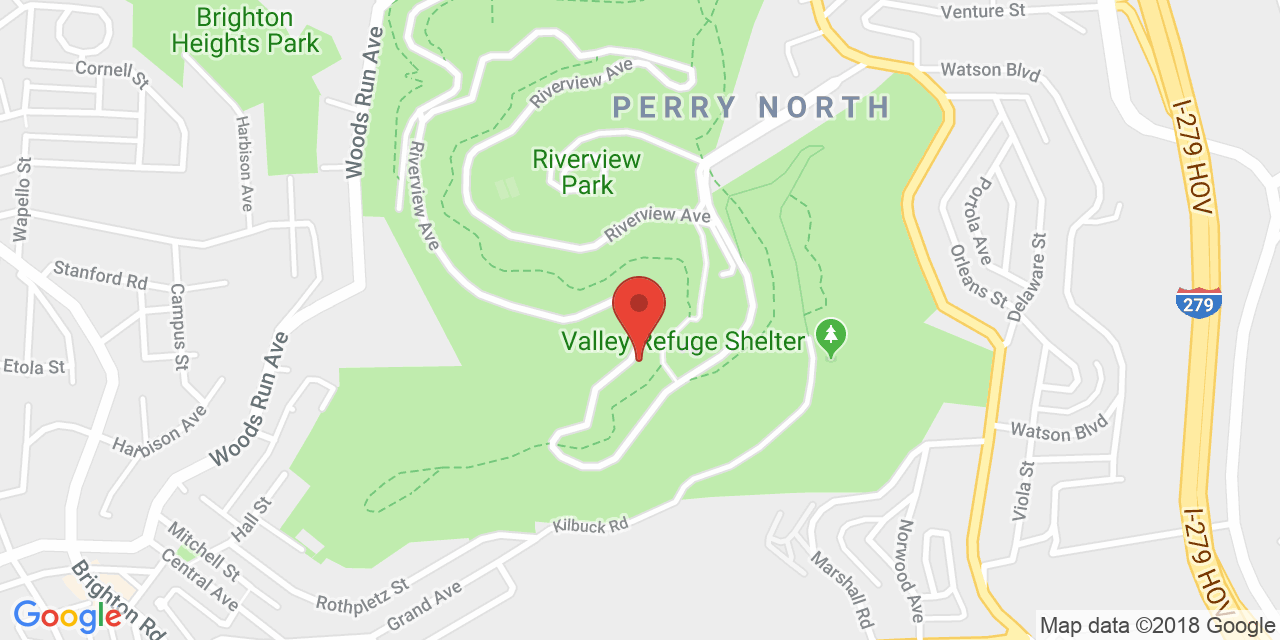 Brighton
Heights Park
Venture St
Cornell St
Watson Blvd
Woods Run Ave
Riverview Ave
PERRY NORTH
I-279 HOV
Harbison Ave
Riverview
Park
Wapello St
Riverview Ave
Riverview Ave
Portola Ave
Orleans St
Delaware St
Stanford Rd
Campus St
279
Valley Refuge Shelter
Etola St
Woods Run Ave
Harbison Ave
Watson Blvd
Viola St
Hall St
Kilbuck Rd
I-279 HOV
Mitchell St
Central Ave
Norwood Ave
Marshall Rd
Rothpletz St
Grand Ave
Brighton Rd
Google
Map data ©2018 Google